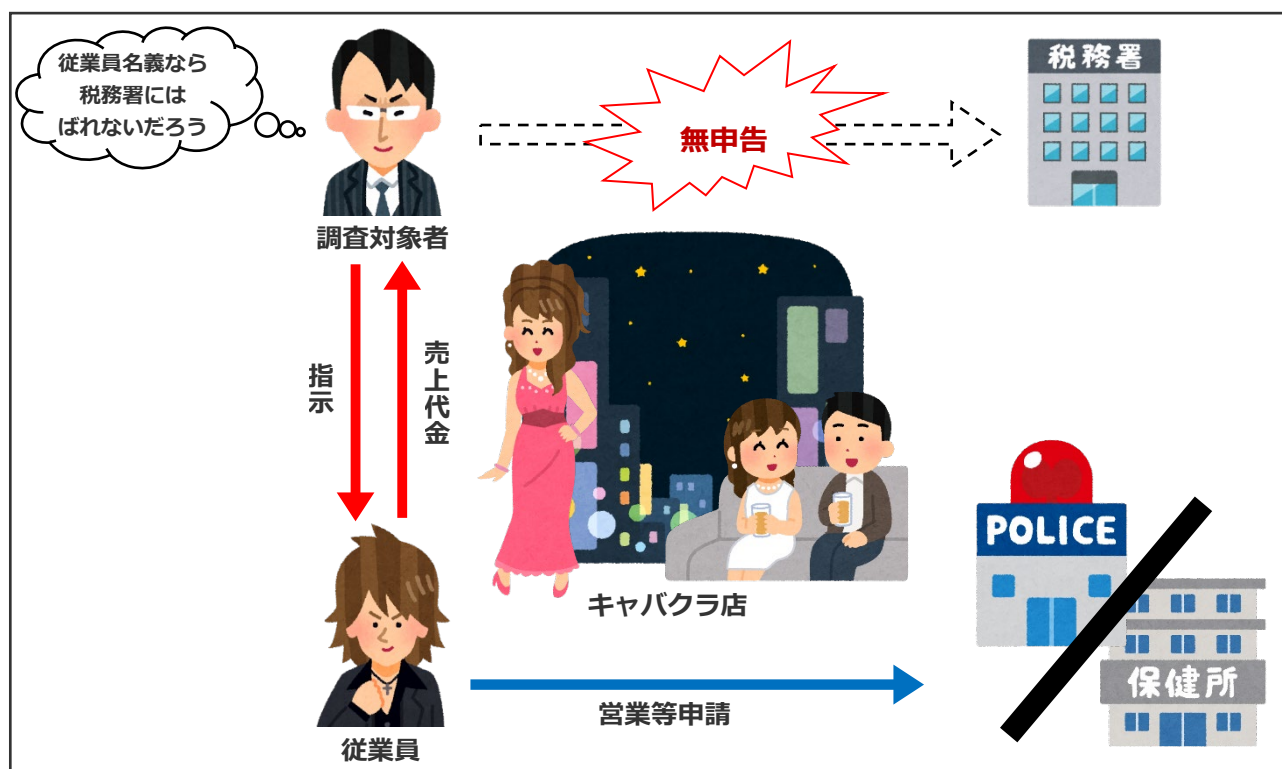 従業員名義なら
税務署には
ばれないだろう
無申告
税務署
調査対象者
指示
売上代金
キャバクラ店
POLICE
保健所
営業等申請
従業員